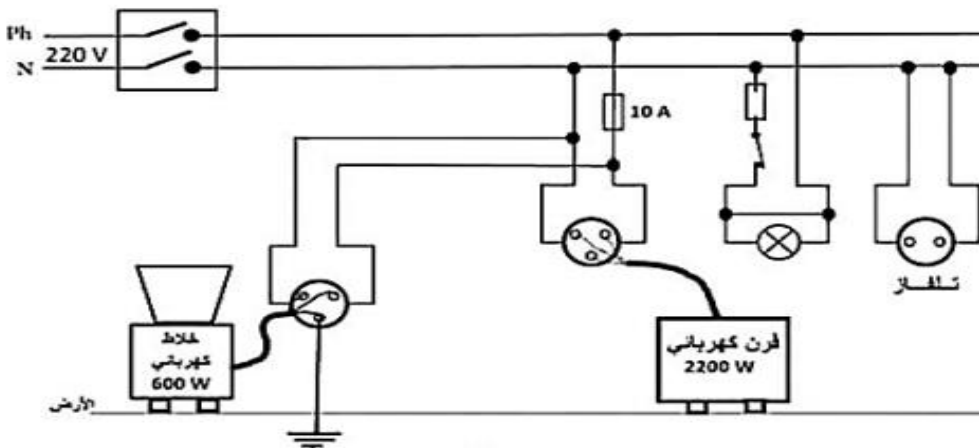 Ph
220 V
N
10 A
تلفاز
خلاط
كهربائي
600 W
فرن كهربائي
2200 W
الأرض